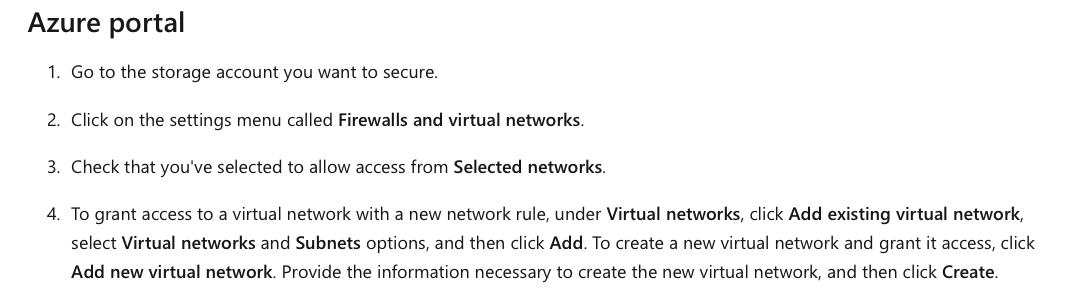 Azure portal
1. Go to the storage account you want to secure.
2. Click on the settings menu called Firewalls and virtual networks.
3. Check that you've selected to allow access from Selected networks.
4. To grant access to a virtual network with a new network rule, under Virtual networks, click Add existing virtual network,
select Virtual networks and Subnets options, and then click Add. To create a new virtual network and grant it access, click
Add new virtual network. Provide the information necessary to create the new virtual network, and then click Create.